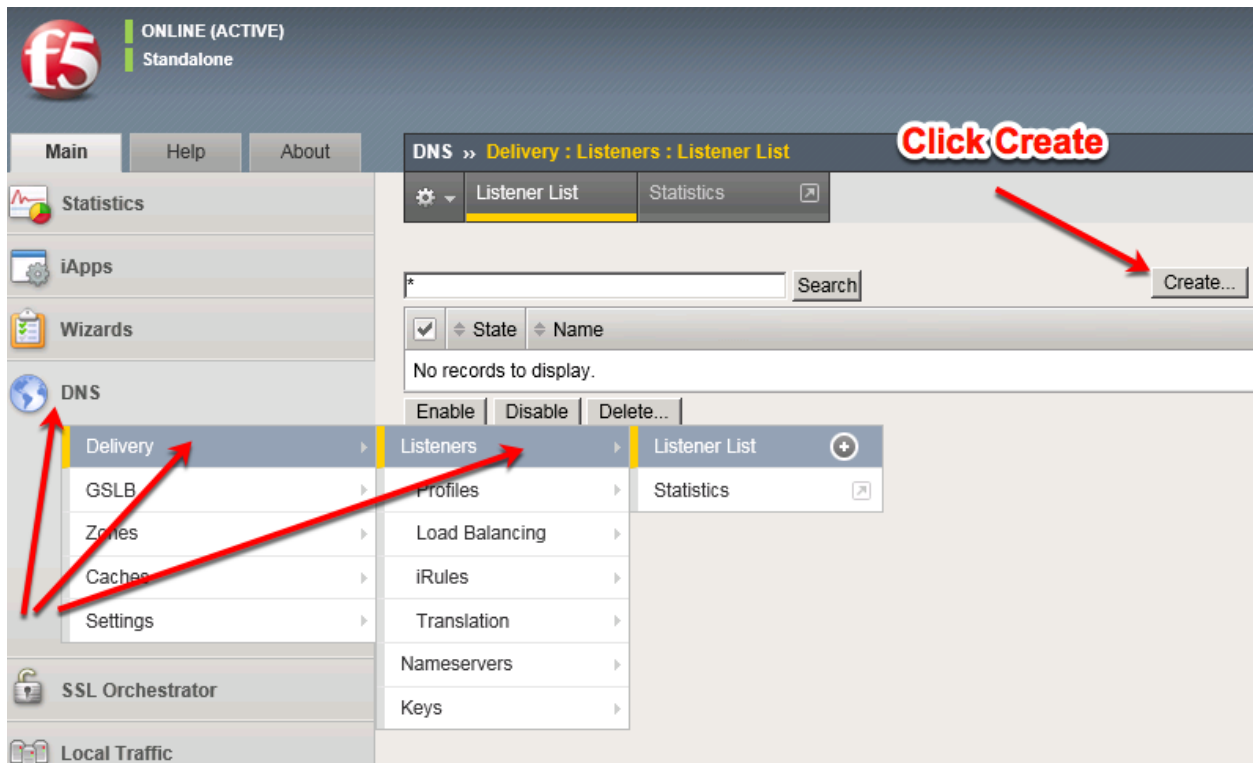 f5
ONLINE (ACTIVE)
Standalone
Main Help About
DNS » Delivery : Listeners : Listener List
Click Create
Listener List Statistics
Statistics
iApps
* Search Create...
Wizards
State Name
No records to display.
DNS
Enable Disable Delete...
Delivery Listeners Listener List
GSLB Profiles Statistics
Zones Load Balancing
Caches iRules
Settings Translation
Nameservers
SSL Orchestrator
Keys
Local Traffic